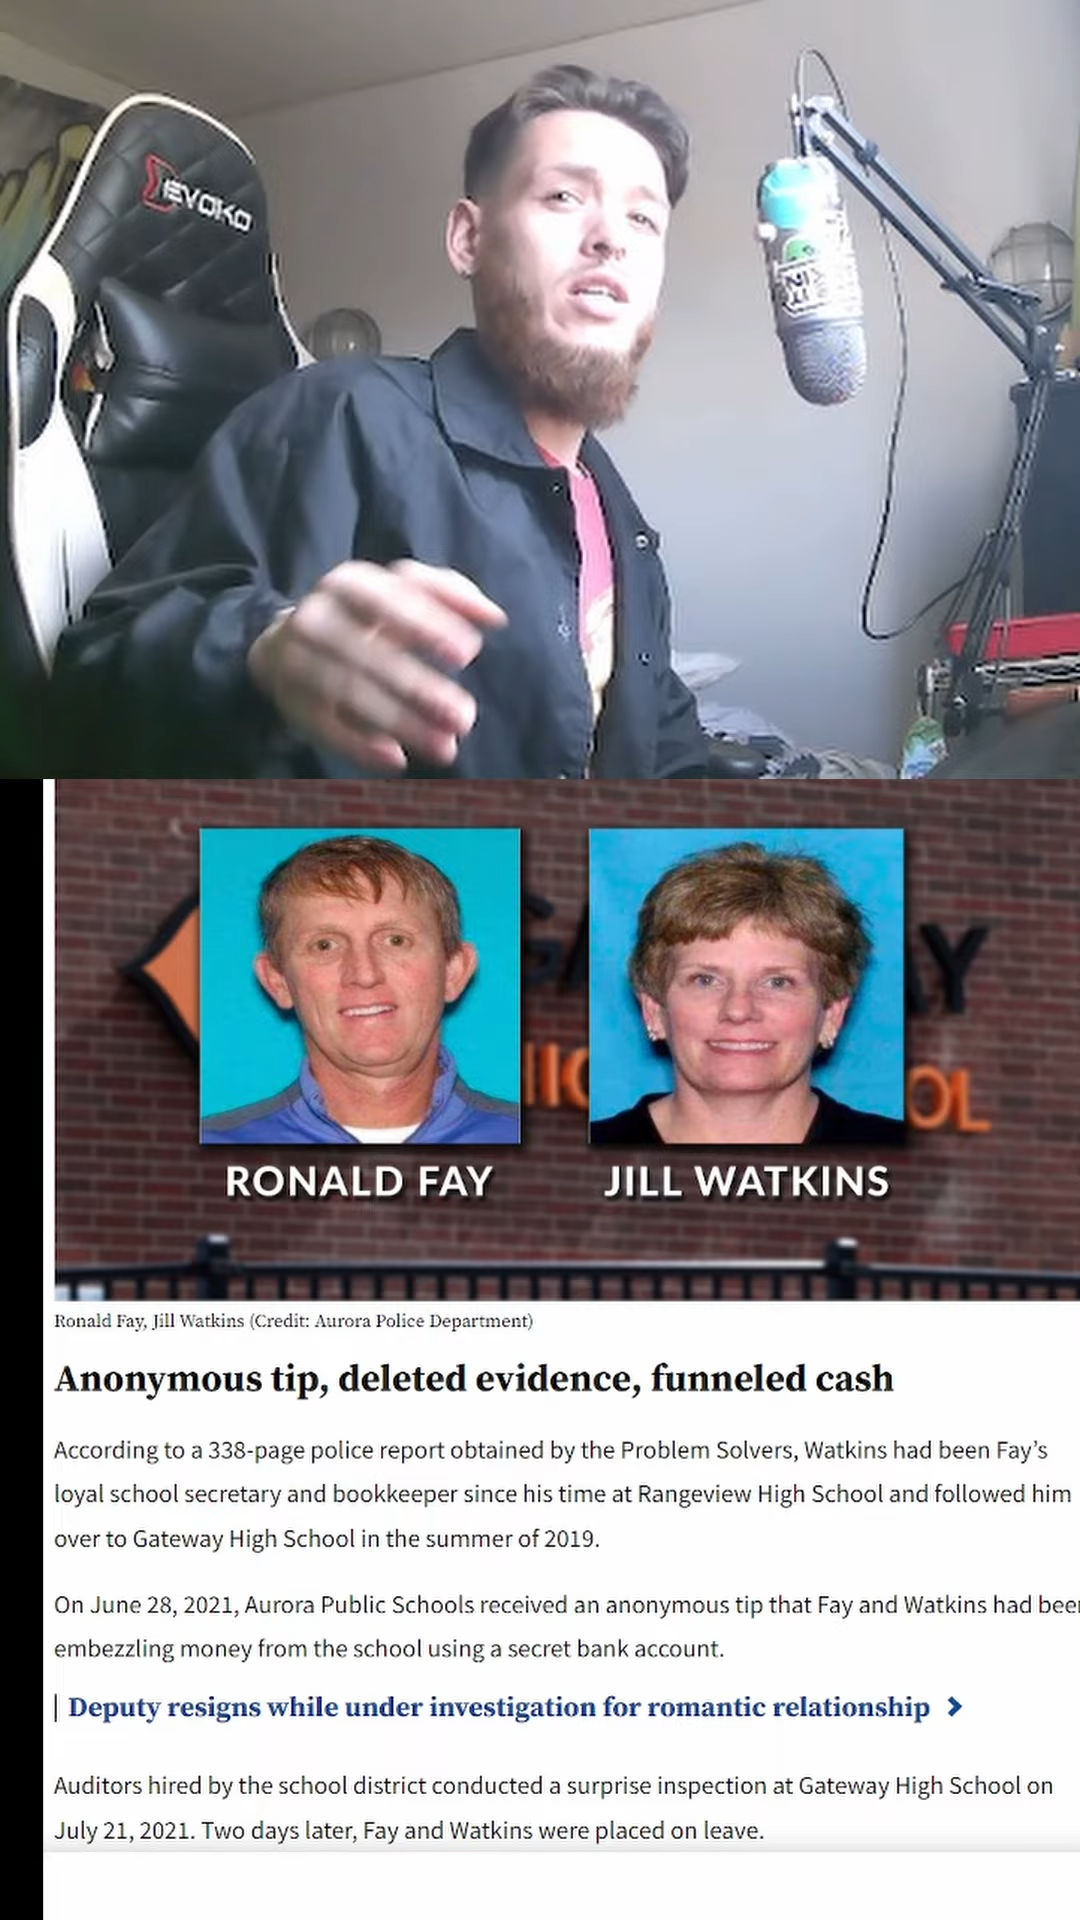 EVOKO
RONALD FAY
JILL WATKINS
Ronald Fay, Jill Watkins (Credit: Aurora Police Department)
Anonymous tip, deleted evidence, funneled cash
According to a 338-page police report obtained by the Problem Solvers, Watkins had been Fay’s
loyal school secretary and bookkeeper since his time at Rangeview High School and followed him
over to Gateway High School in the summer of 2019.
On June 28, 2021, Aurora Public Schools received an anonymous tip that Fay and Watkins had been
embezzling money from the school using a secret bank account.
Deputy resigns while under investigation for romantic relationship
Auditors hired by the school district conducted a surprise inspection at Gateway High School on
July 21, 2021. Two days later, Fay and Watkins were placed on leave.